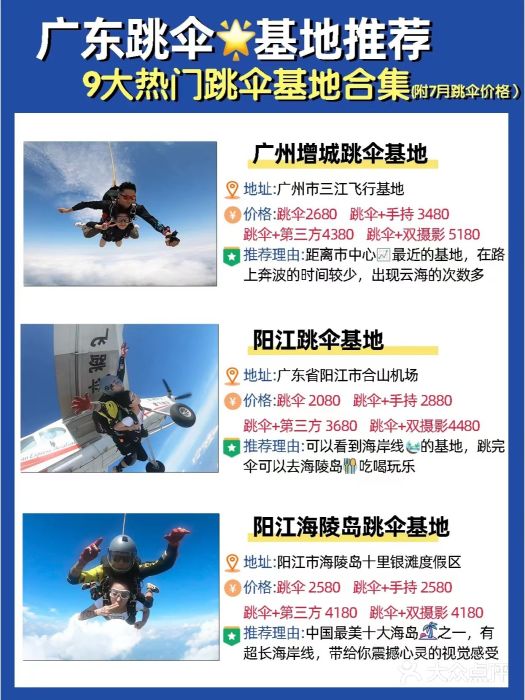 广东跳伞🌟基地推荐
9大热门跳伞基地合集(附7月跳伞价格)
广州增城跳伞基地
地址:广州市三江飞行基地
价格:跳伞2680 跳伞+手持 3480
跳伞+第三方4380 跳伞+双摄影 5180
推荐理由:距离市中心📈最近的基地，在路
上奔波的时间较少，出现云海的次数多
阳江跳伞基地
地址:广东省阳江市合山机场
价格:跳伞 2080 跳伞+手持 2880
跳伞+第三方 3680 跳伞+双摄影4480
推荐理由:可以看到海岸线的基地，跳完
伞可以去海陵岛🍴吃喝玩乐
阳江海陵岛跳伞基地
地址:阳江市海陵岛十里银滩度假区
价格:跳伞 2580 跳伞+手持 2580
跳伞+第三方 4180 跳伞+双摄影 4180
推荐理由:中国最美十大海岛🏝之一，有
超长海岸线，带给你震撼心灵的视觉感受
大众点评